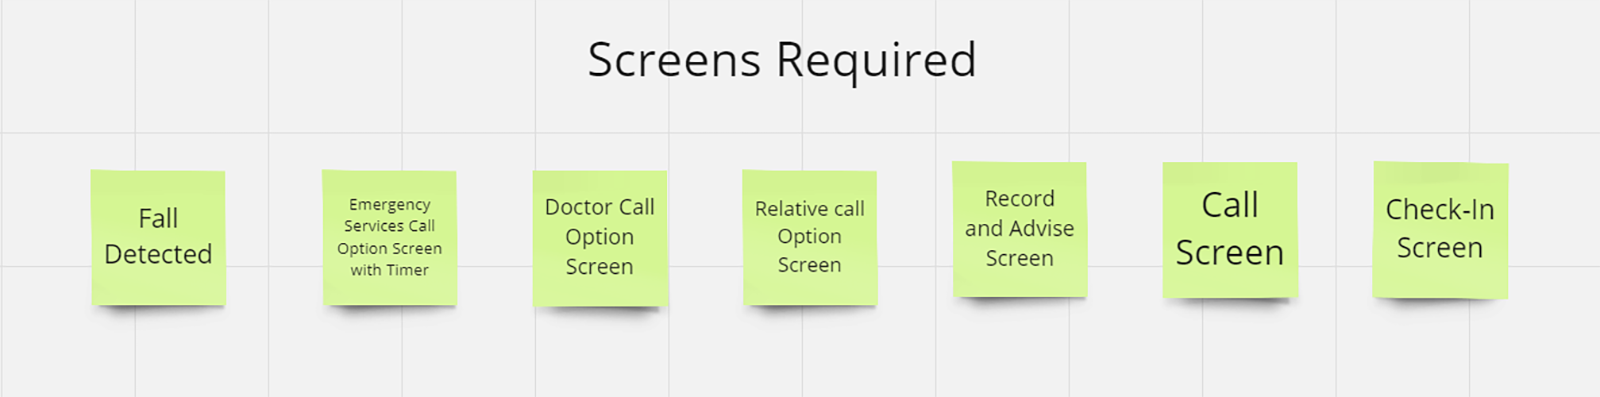 Screens Required
Fall
Detected
Emergency
Services Call
Option Screen
with Timer
Doctor Call
Option
Screen
Relative call
Option
Screen
Record
and Advise
Screen
Call
Screen
Check-In
Screen